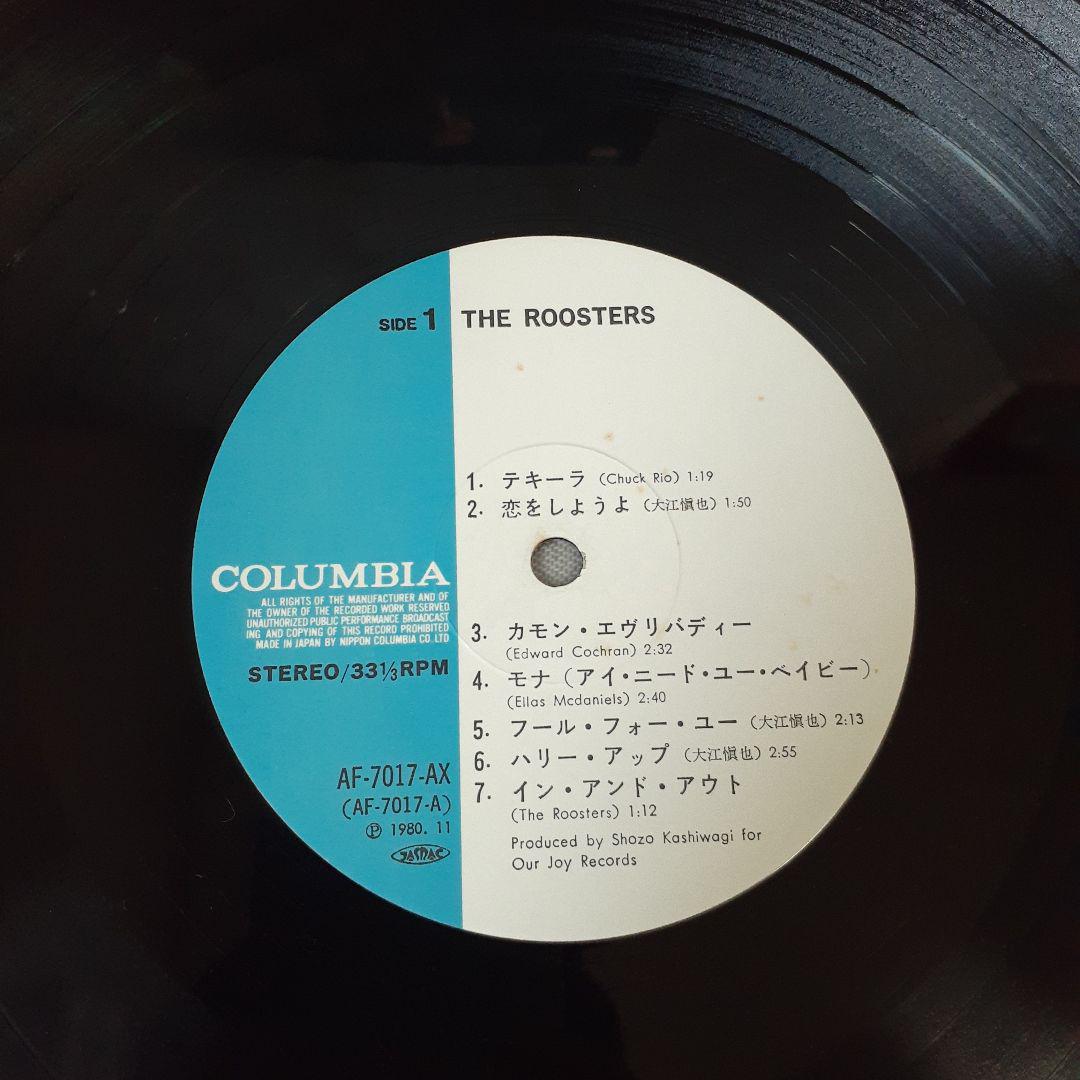 SIDE 1
THE ROOSTERS
1. テキーラ (Chuck Rio) 1:19
2. 恋をしようよ (大江愼也) 1:50
3. カモン・エヴリバディー
(Edward Cochran) 2:32
4. モナ (アイ・ニード・ユー・ベイビー)
(Ellas Mcdaniels) 2:40
5. フール・フォー・ユー (大江愼也) 2:13
6. ハリー・アップ (大江愼也) 2:55
7. イン・アンド・アウト
(The Roosters) 1:12
Produced by Shozo Kashiwagi for
Our Joy Records
COLUMBIA
ALL RIGHTS OF THE MANUFACTURER AND OF
THE OWNER OF THE RECORDED WORK RESERVED
UNAUTHORIZED PUBLIC PERFORMANCE BROADCAST
ING AND COPYING OF THIS RECORD PROHIBITED
MADE IN JAPAN BY NIPPON COLUMBIA CO. LTD
STEREO/33⅓RPM
AF-7017-AX
(AF-7017-A)
Ⓟ 1980. 11
JASRAC